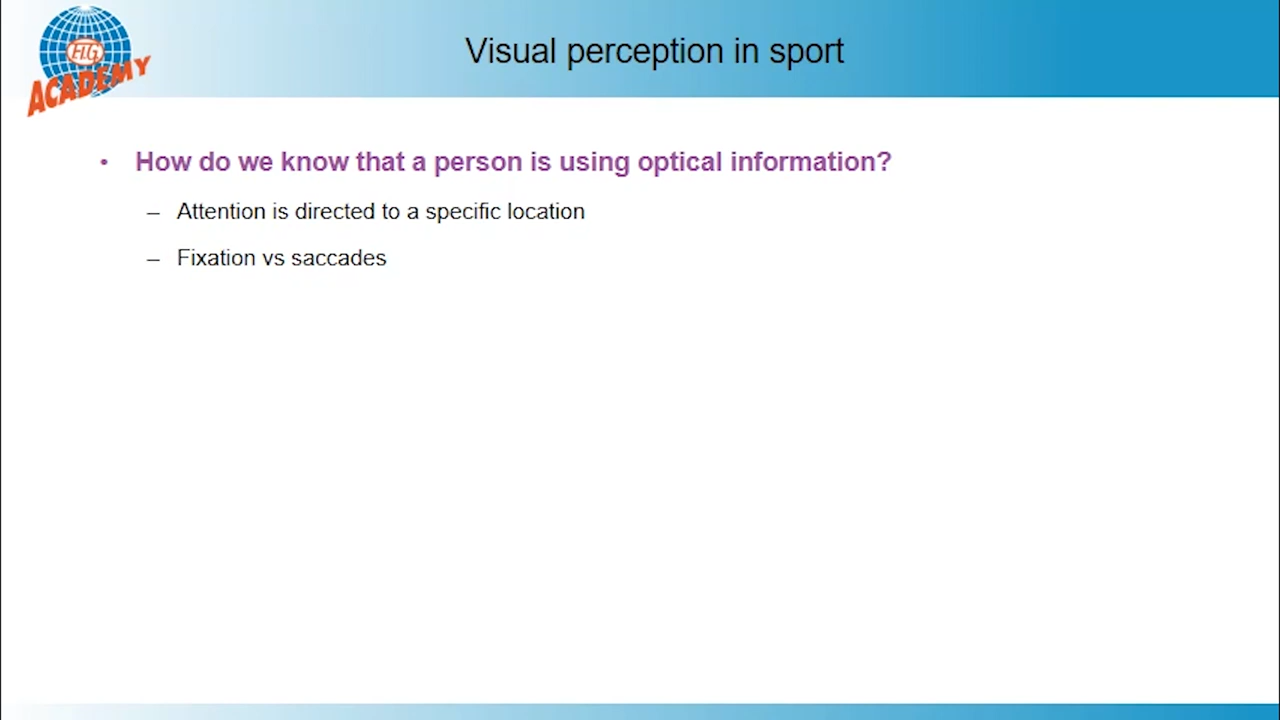 F.I.G.
ACADEMY
Visual perception in sport
• How do we know that a person is using optical information?
– Attention is directed to a specific location
– Fixation vs saccades